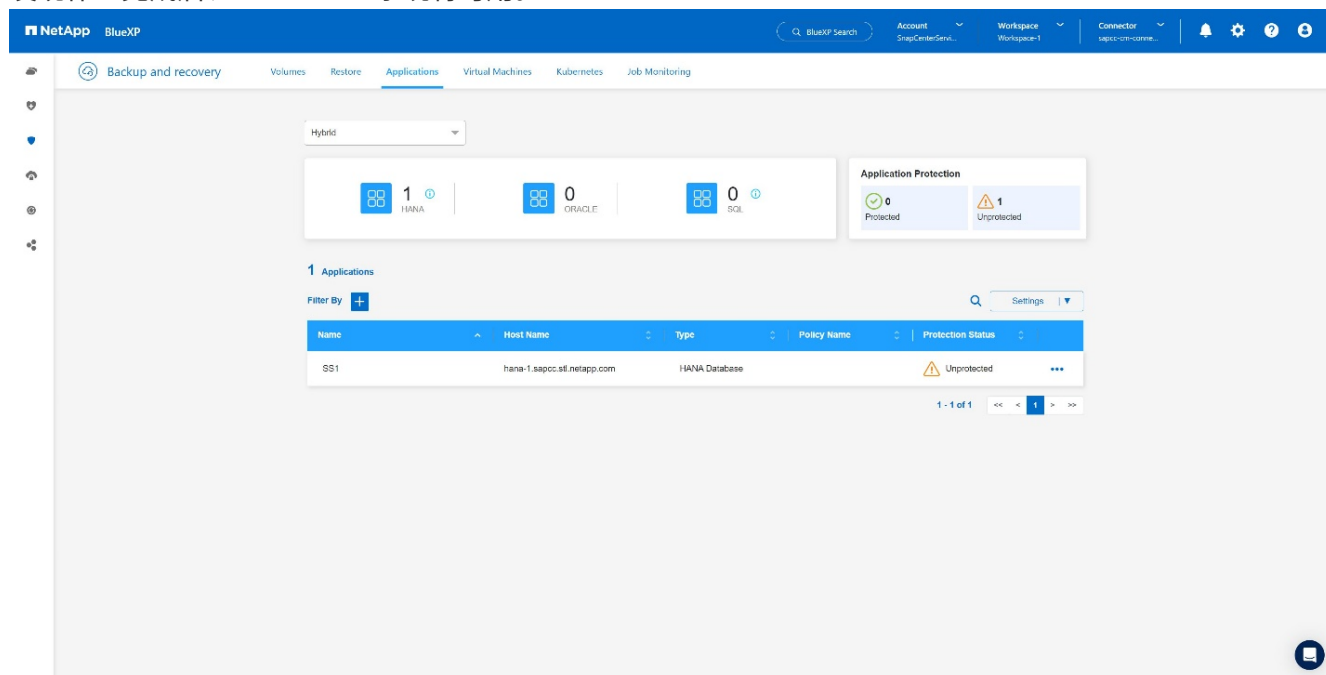 NetApp BlueXP
BlueXP Search
Account
SnapCenterServi...
Workspace
Workspace-1
Connector
sapcc-cm-conne...
Backup and recovery
Volumes Restore Applications Virtual Machines Kubernetes Job Monitoring
Hybrid
1
HANA
0
ORACLE
0
SQL
Application Protection
0
Protected
1
Unprotected
1 Applications
Filter By
Settings
Name Host Name Type Policy Name Protection Status
SS1 hana-1.sapcc.stl.netapp.com HANA Database Unprotected
1 - 1 of 1 << < 1 > >>